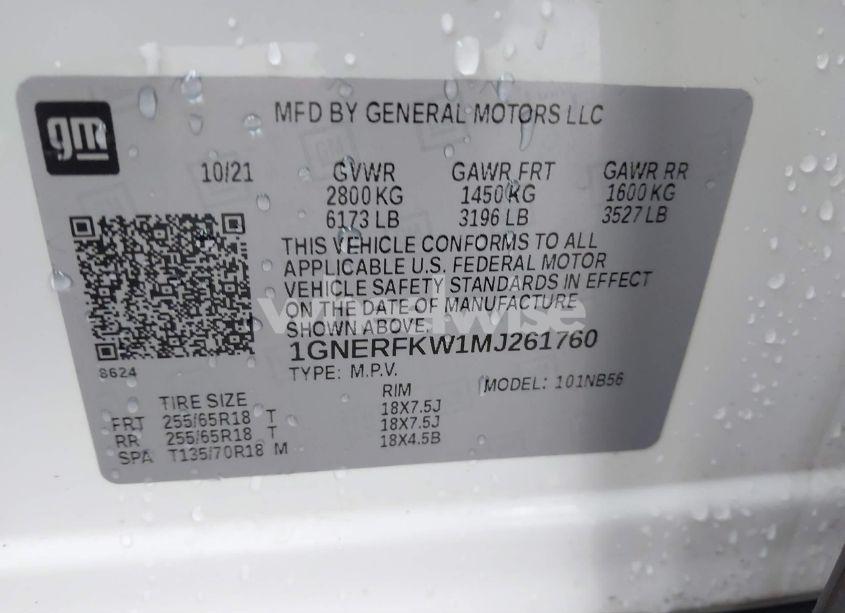 gm
MFD BY GENERAL MOTORS LLC
10/21 GVWR GAWR FRT GAWR RR
2800 KG 1450 KG 1600 KG
6173 LB 3196 LB 3527 LB
THIS VEHICLE CONFORMS TO ALL
APPLICABLE U.S. FEDERAL MOTOR
VEHICLE SAFETY STANDARDS IN EFFECT
ON THE DATE OF MANUFACTURE
SHOWN ABOVE.
1GNERFKW1MJ261760
8624
TYPE: M.P.V. MODEL: 101NB56
TIRE SIZE RIM
FRT 255/65R18 T 18X7.5J
RR 255/65R18 T 18X7.5J
SPA T135/70R18 M 18X4.5B